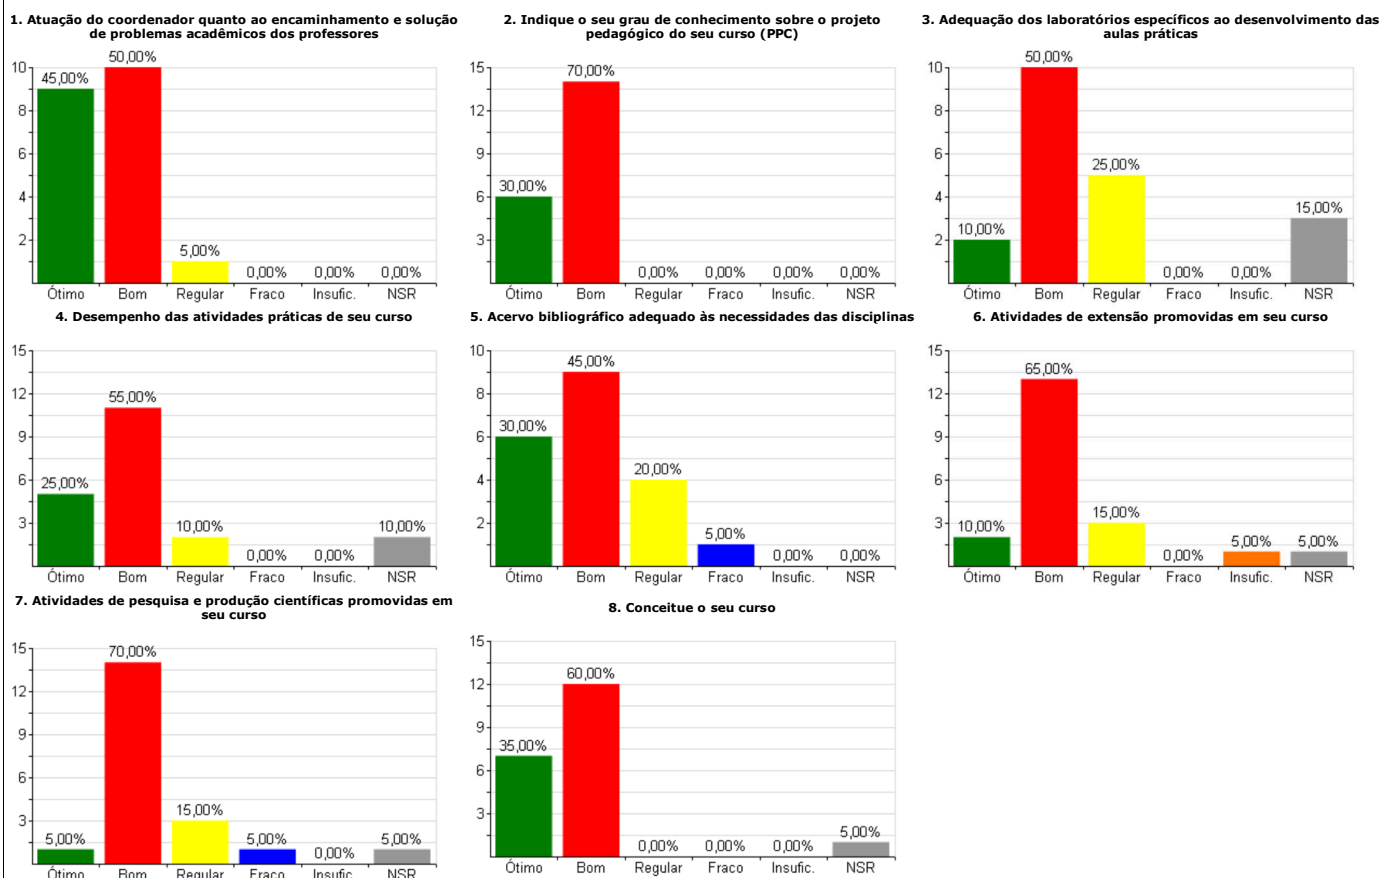 1. Atuação do coordenador quanto ao encaminhamento e solução
de problemas acadêmicos dos professores
10
8
6
4
2
45,00%
50,00%
5,00%
0,00%
0,00%
0,00%
Ótimo
Bom
Regular
Fraco
Insufic.
NSR
2. Indique o seu grau de conhecimento sobre o projeto
pedagógico do seu curso (PPC)
15
12
9
6
3
30,00%
70,00%
0,00%
0,00%
0,00%
0,00%
Ótimo
Bom
Regular
Fraco
Insufic.
NSR
3. Adequação dos laboratórios específicos ao desenvolvimento das
aulas práticas
10
8
6
4
2
10,00%
50,00%
25,00%
0,00%
0,00%
15,00%
Ótimo
Bom
Regular
Fraco
Insufic.
NSR
4. Desempenho das atividades práticas de seu curso
15
12
9
6
3
25,00%
55,00%
10,00%
0,00%
0,00%
10,00%
Ótimo
Bom
Regular
Fraco
Insufic.
NSR
5. Acervo bibliográfico adequado às necessidades das disciplinas
10
8
6
4
2
30,00%
45,00%
20,00%
5,00%
0,00%
0,00%
Ótimo
Bom
Regular
Fraco
Insufic.
NSR
6. Atividades de extensão promovidas em seu curso
15
12
9
6
3
10,00%
65,00%
15,00%
0,00%
5,00%
5,00%
Ótimo
Bom
Regular
Fraco
Insufic.
NSR
7. Atividades de pesquisa e produção científicas promovidas em
seu curso
15
12
9
6
3
5,00%
70,00%
15,00%
5,00%
0,00%
5,00%
Ótimo
Bom
Regular
Fraco
Insufic.
NSR
8. Conceitue o seu curso
15
12
9
6
3
35,00%
60,00%
0,00%
0,00%
0,00%
5,00%
Ótimo
Bom
Regular
Fraco
Insufic.
NSR